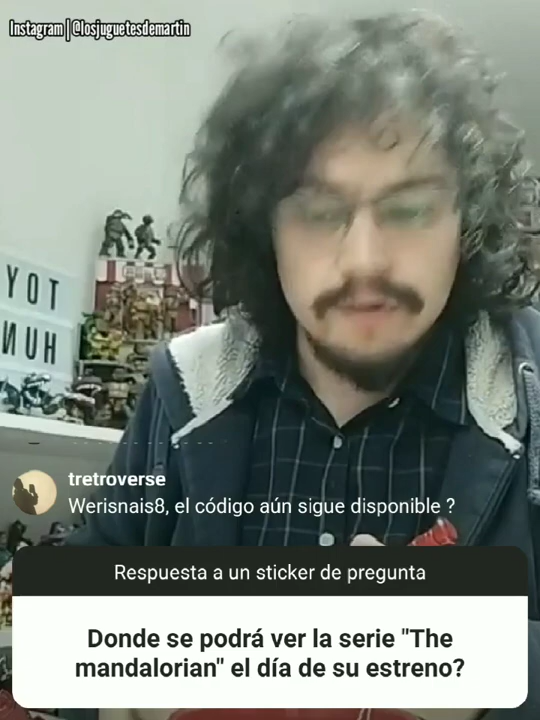 Instagram | @losjuguetesdemartin
YOT
NUH
tretroverse
Werisnais8, el código aún sigue disponible ?
Respuesta a un sticker de pregunta
Donde se podrá ver la serie "The
mandalorian" el día de su estreno?